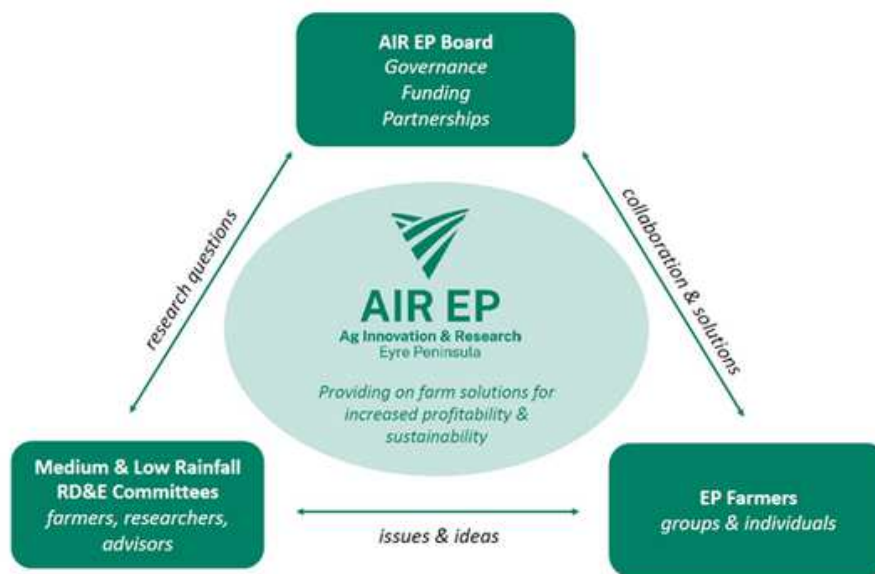 AIR EP Board
Governance
Funding
Partnerships
research questions
collaboration & solutions
AIR EP
Ag Innovation & Research
Eyre Peninsula
Providing on farm solutions for
increased profitability &
sustainability
Medium & Low Rainfall
RD&E Committees
farmers, researchers,
advisors
issues & ideas
EP Farmers
groups & individuals